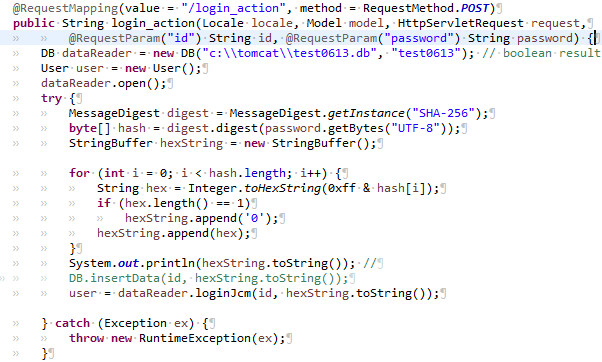 @RequestMapping(value = "/login_action", method = RequestMethod.POST)
public String login_action(Locale locale, Model model, HttpServletRequest request,
@RequestParam("id") String id, @RequestParam("password") String password) {
DB dataReader = new DB("c:\\tomcat\\test0613.db", "test0613"); // boolean result
User user = new User();
dataReader.open();
try {
MessageDigest digest = MessageDigest.getInstance("SHA-256");
byte[] hash = digest.digest(password.getBytes("UTF-8"));
StringBuffer hexString = new StringBuffer();
for (int i = 0; i < hash.length; i++) {
String hex = Integer.toHexString(0xff & hash[i]);
if (hex.length() == 1)
hexString.append('0');
hexString.append(hex);
}
System.out.println(hexString.toString()); //
DB.insertData(id, hexString.toString());
user = dataReader.loginJcm(id, hexString.toString());
} catch (Exception ex) {
throw new RuntimeException(ex);
}